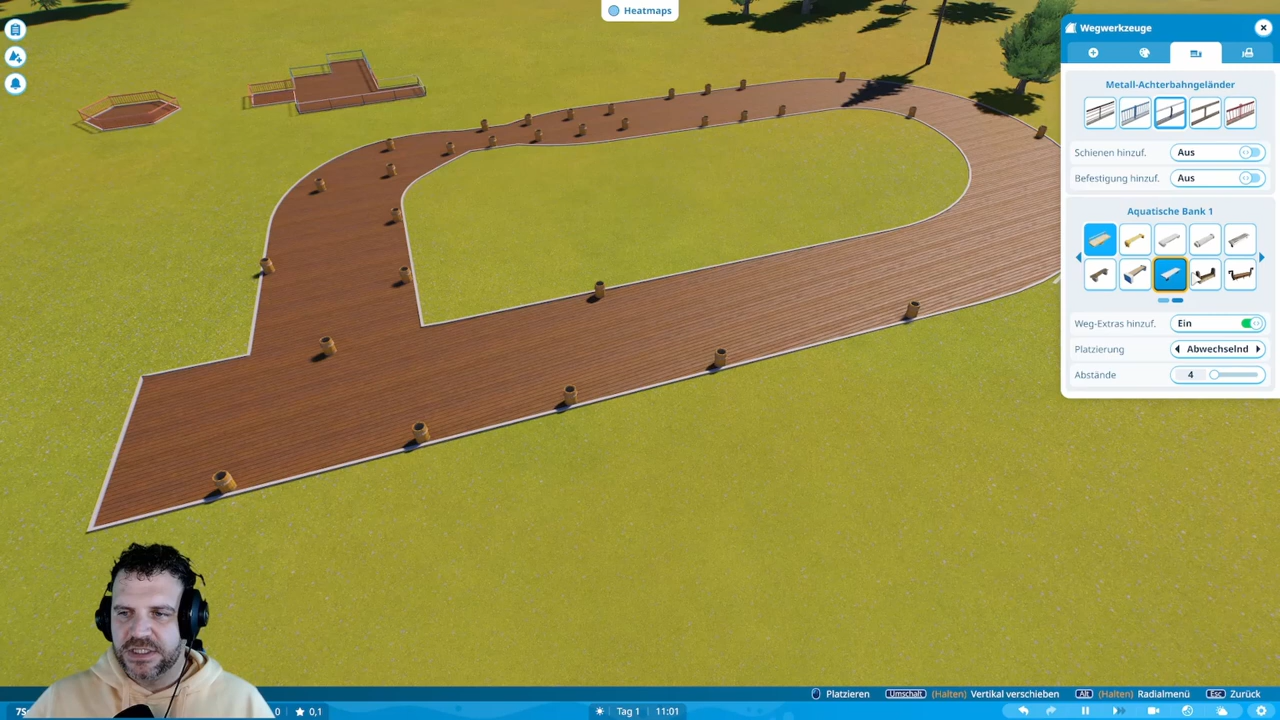 Heatmaps
Wegwerkzeuge
Metall-Achterbahngeländer
Schienen hinzuf. Aus
Befestigung hinzuf. Aus
Aquatische Bank 1
Weg-Extras hinzuf. Ein
Platzierung Abwechselnd
Abstände 4
Platzieren Umschalt (Halten) Vertikal verschieben Alt (Halten) Radialmenü Esc Zurück
0 0,1 Tag 1 11:01